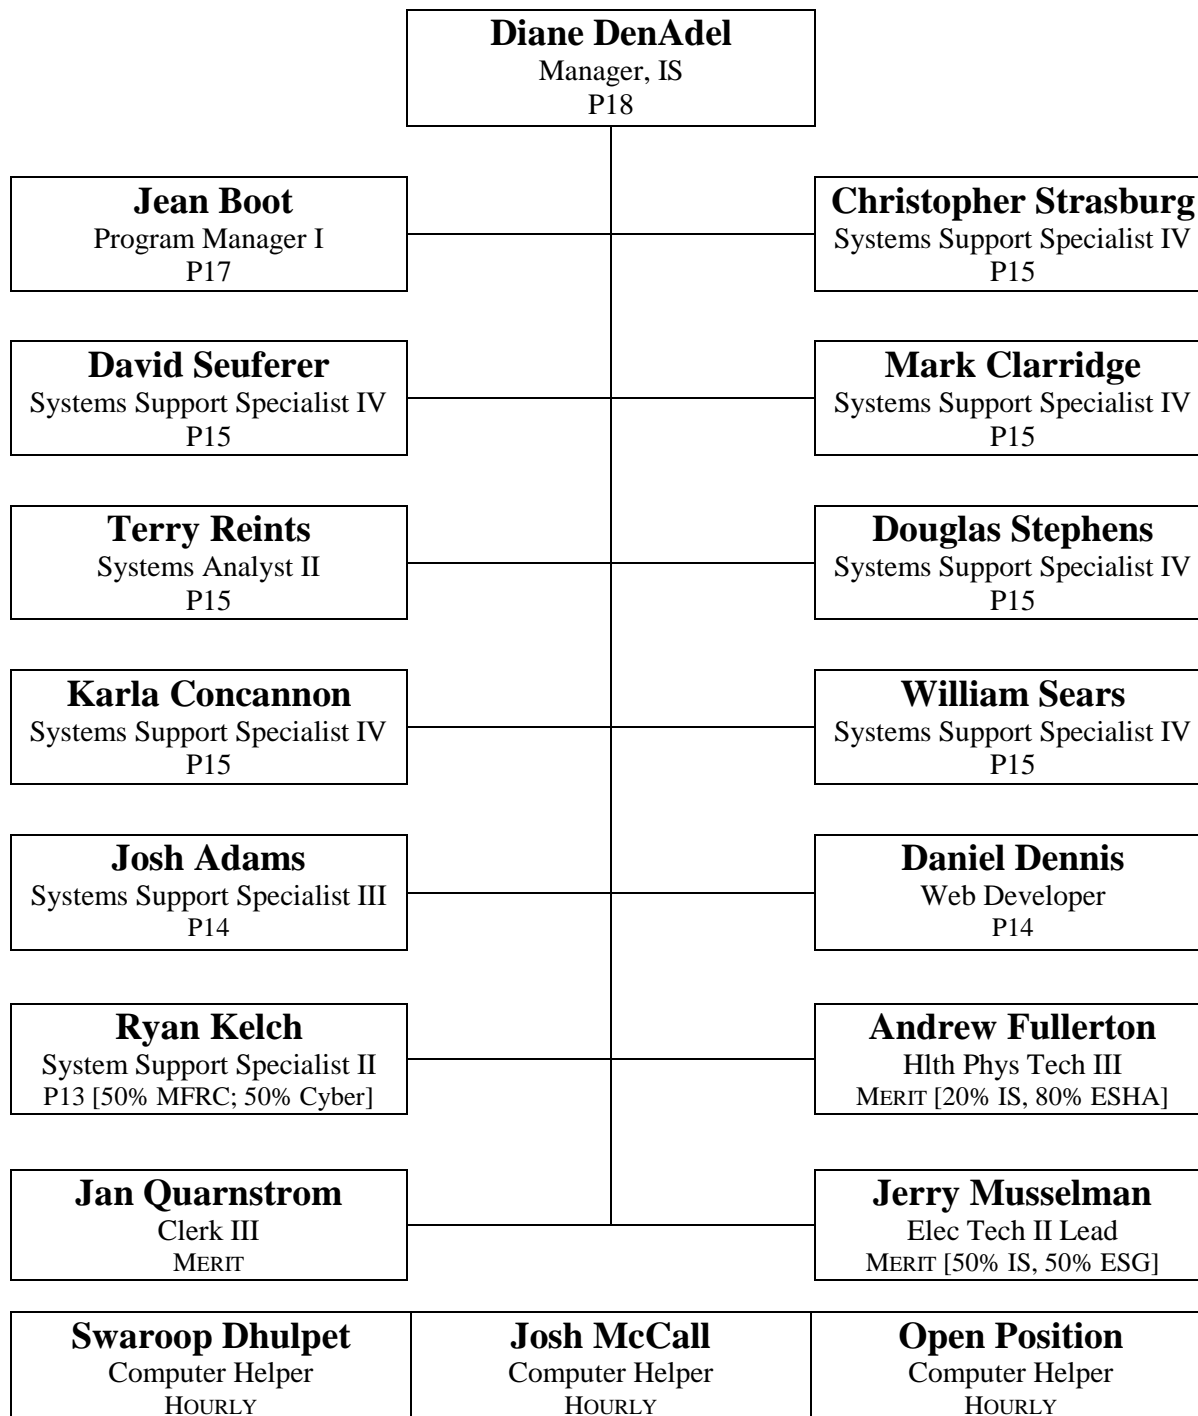 Diane DenAdel
Manager, IS
P18
Jean Boot
Program Manager I
P17
Christopher Strasburg
Systems Support Specialist IV
P15
David Seuferer
Systems Support Specialist IV
P15
Mark Clarridge
Systems Support Specialist IV
P15
Terry Reints
Systems Analyst II
P15
Douglas Stephens
Systems Support Specialist IV
P15
Karla Concannon
Systems Support Specialist IV
P15
William Sears
Systems Support Specialist IV
P15
Josh Adams
Systems Support Specialist III
P14
Daniel Dennis
Web Developer
P14
Ryan Kelch
System Support Specialist II
P13 [50% MFRC; 50% Cyber]
Andrew Fullerton
Hlth Phys Tech III
MERIT [20% IS, 80% ESHA]
Jan Quarnstrom
Clerk III
MERIT
Jerry Musselman
Elec Tech II Lead
MERIT [50% IS, 50% ESG]
Swaroop Dhulpet
Computer Helper
HOURLY
Josh McCall
Computer Helper
HOURLY
Open Position
Computer Helper
HOURLY